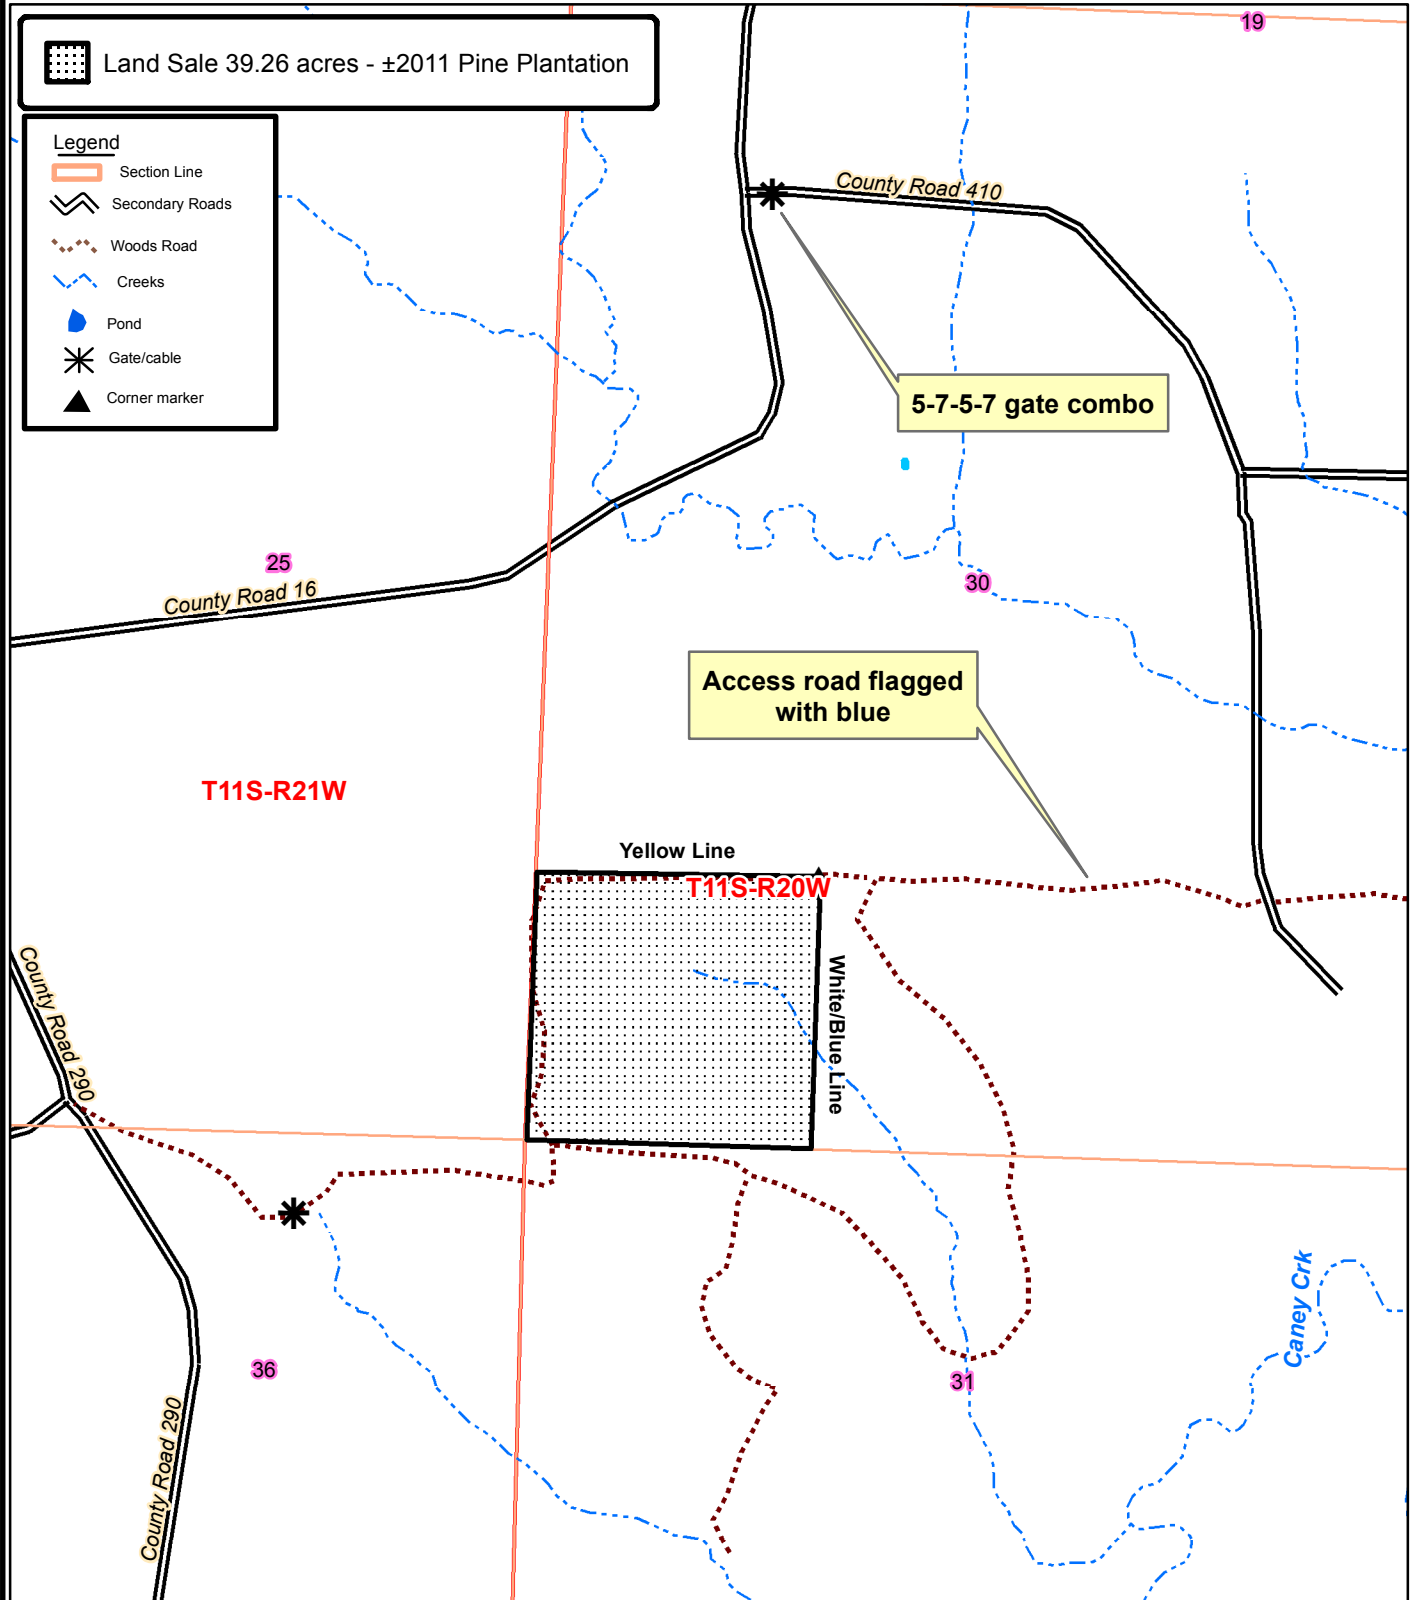 Land Sale 39.26 acres - ±2011 Pine Plantation
19
Legend
Section Line
Secondary Roads
Woods Road
Creeks
Pond
Gate/cable
Corner marker
County Road 410
5-7-5-7 gate combo
25
County Road 16
30
Access road flagged
with blue
T11S-R21W
Yellow Line
T11S-R20W
White/Blue Line
County Road 290
Caney Crk
36
31
County Road 290